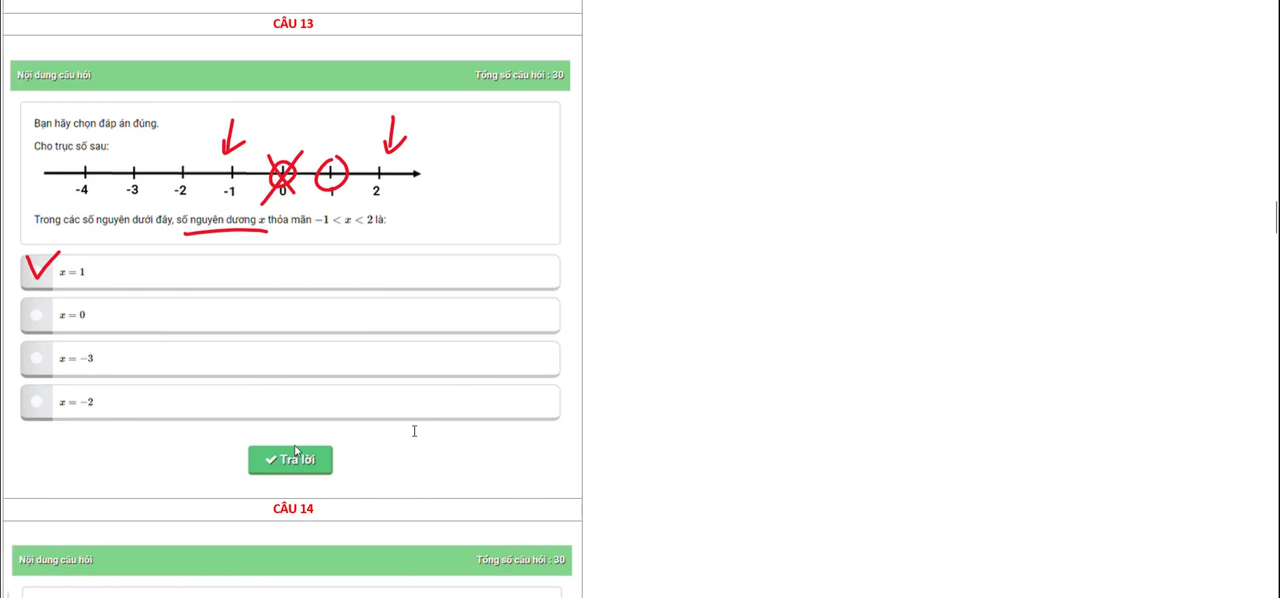 CÂU 13
Nội dung câu hỏi
Tổng số câu hỏi : 30
Bạn hãy chọn đáp án đúng.
Cho trục số sau:
-4 -3 -2 -1 0 1 2
Trong các số nguyên dưới đây, số nguyên dương x thỏa mãn −1 < x < 2 là:
x = 1
x = 0
x = −3
x = −2
Trả lời
CÂU 14
Nội dung câu hỏi
Tổng số câu hỏi : 30